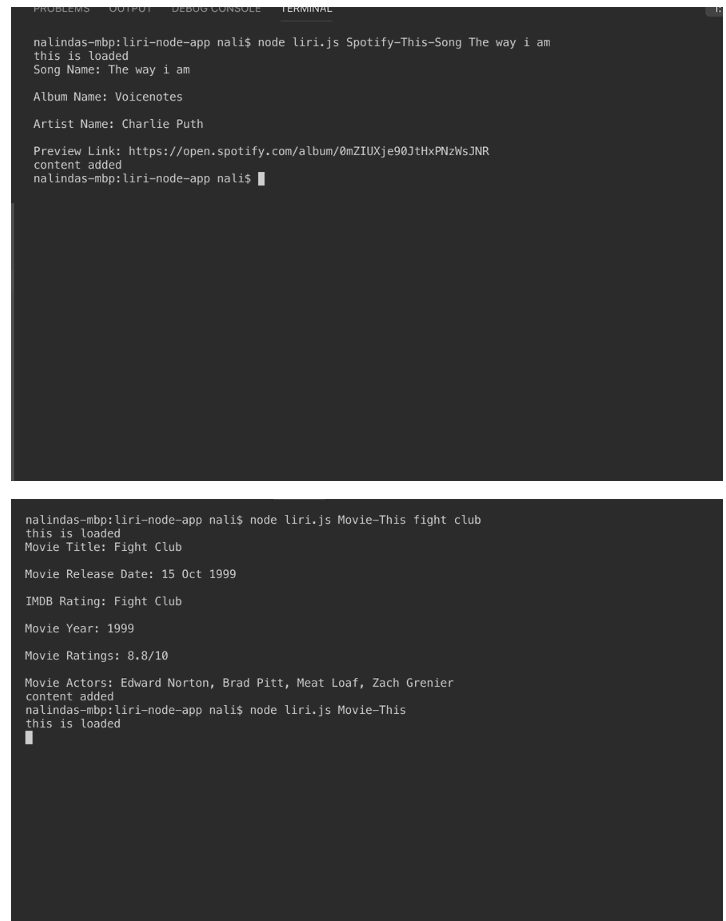 PROBLEMS OUTPUT DEBUG CONSOLE TERMINAL
nalindas-mbp:liri-node-app nali$ node liri.js Spotify-This-Song The way i am
this is loaded
Song Name: The way i am
Album Name: Voicenotes
Artist Name: Charlie Puth
Preview Link: https://open.spotify.com/album/0mZIUXje90JtHxPNzWsJNR
content added
nalindas-mbp:liri-node-app nali$
nalindas-mbp:liri-node-app nali$ node liri.js Movie-This fight club
this is loaded
Movie Title: Fight Club
Movie Release Date: 15 Oct 1999
IMDB Rating: Fight Club
Movie Year: 1999
Movie Ratings: 8.8/10
Movie Actors: Edward Norton, Brad Pitt, Meat Loaf, Zach Grenier
content added
nalindas-mbp:liri-node-app nali$ node liri.js Movie-This
this is loaded